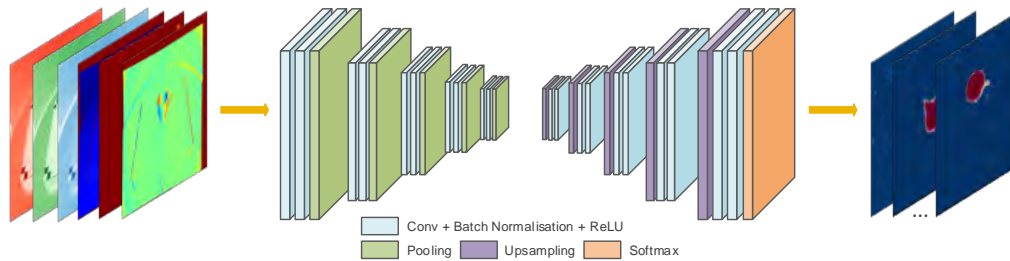 ...
Conv + Batch Normalisation + ReLU
Pooling
Upsampling
Softmax